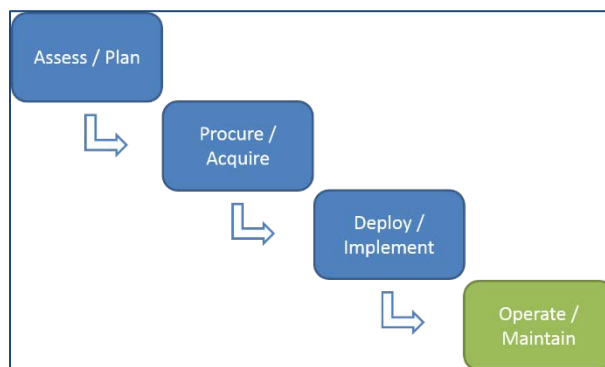 Assess / Plan
Procure /
Acquire
Deploy /
Implement
Operate /
Maintain